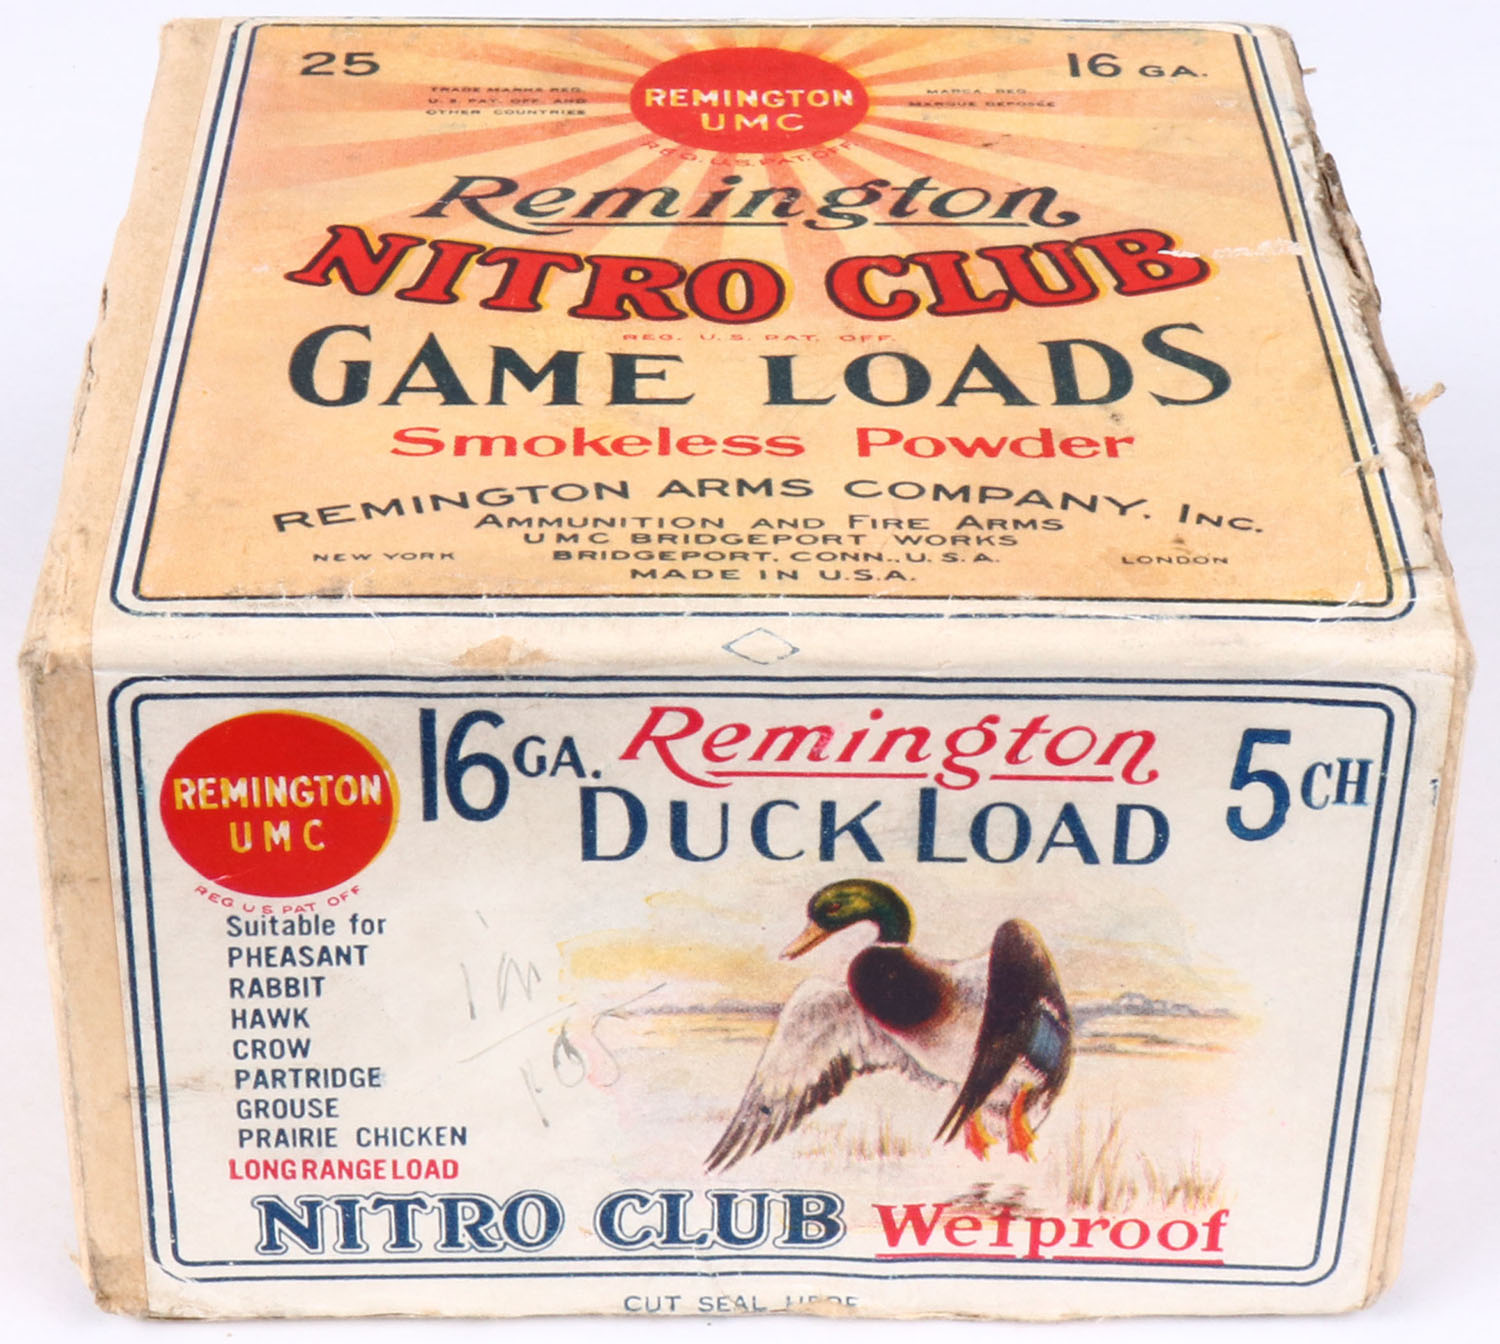 25
16 GA.
TRADE MARKS REG.
U. S. PAT. OFF. AND
OTHER COUNTRIES
REMINGTON
UMC
REG. U.S. PAT. OFF.
MARCA REG.
MARQUE DEPOSÉE
Remington
NITRO CLUB
REG. U. S. PAT. OFF.
GAME LOADS
Smokeless Powder
REMINGTON ARMS COMPANY, INC.
AMMUNITION AND FIRE ARMS
UMC BRIDGEPORT WORKS
NEW YORK BRIDGEPORT, CONN., U. S. A. LONDON
MADE IN U.S.A.
REMINGTON
UMC
REG U S PAT OFF
16 GA. Remington 5 CH
DUCK LOAD
Suitable for
PHEASANT
RABBIT
HAWK
CROW
PARTRIDGE
GROUSE
PRAIRIE CHICKEN
LONG RANGE LOAD
NITRO CLUB Wetproof
CUT SEAL HERE